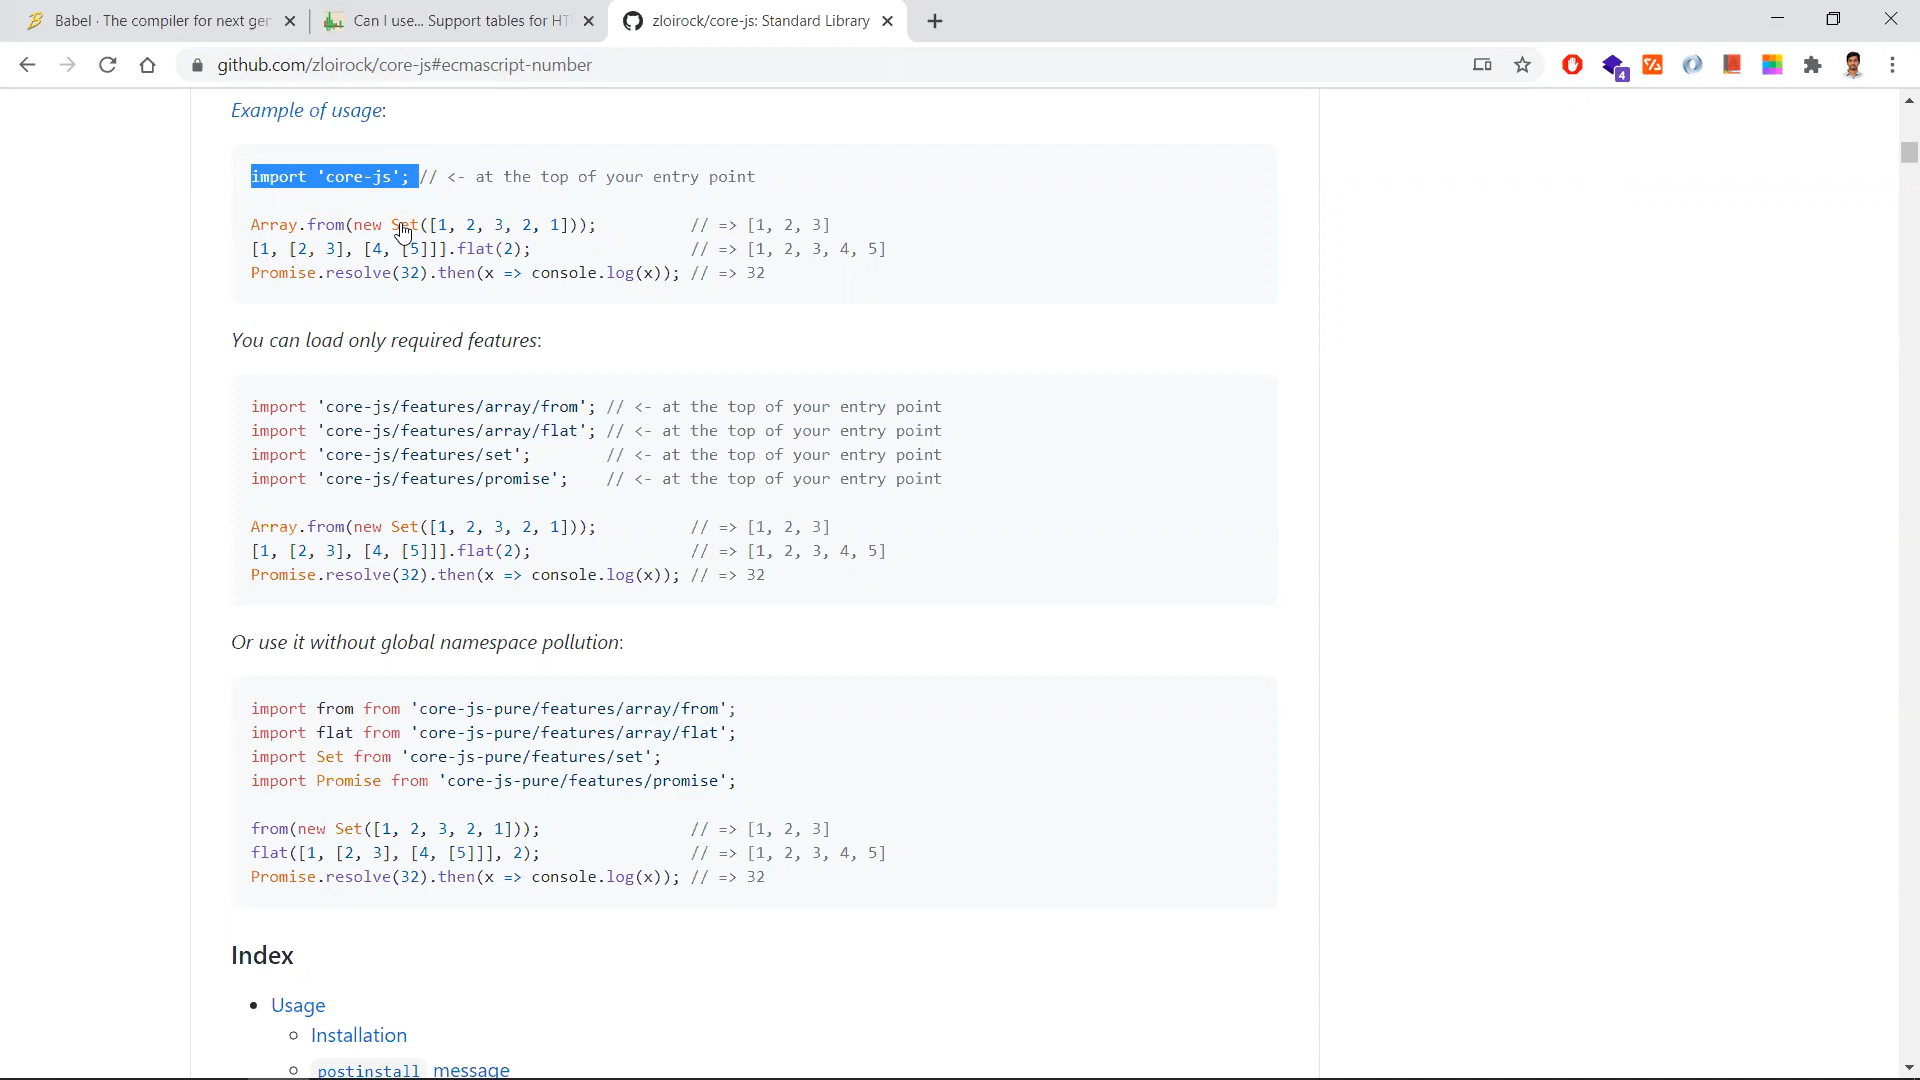 Babel · The compiler for next ger
Can I use... Support tables for HT
zloirock/core-js: Standard Library
github.com/zloirock/core-js#ecmascript-number
4
Example of usage:
import 'core-js'; // <- at the top of your entry point
Array.from(new Set([1, 2, 3, 2, 1]));          // => [1, 2, 3]
[1, [2, 3], [4, [5]]].flat(2);                 // => [1, 2, 3, 4, 5]
Promise.resolve(32).then(x => console.log(x)); // => 32
You can load only required features:
import 'core-js/features/array/from'; // <- at the top of your entry point
import 'core-js/features/array/flat'; // <- at the top of your entry point
import 'core-js/features/set';        // <- at the top of your entry point
import 'core-js/features/promise';    // <- at the top of your entry point
Array.from(new Set([1, 2, 3, 2, 1]));          // => [1, 2, 3]
[1, [2, 3], [4, [5]]].flat(2);                 // => [1, 2, 3, 4, 5]
Promise.resolve(32).then(x => console.log(x)); // => 32
Or use it without global namespace pollution:
import from from 'core-js-pure/features/array/from';
import flat from 'core-js-pure/features/array/flat';
import Set from 'core-js-pure/features/set';
import Promise from 'core-js-pure/features/promise';
from(new Set([1, 2, 3, 2, 1]));                // => [1, 2, 3]
flat([1, [2, 3], [4, [5]]], 2);                // => [1, 2, 3, 4, 5]
Promise.resolve(32).then(x => console.log(x)); // => 32
Index
Usage
Installation
postinstall message